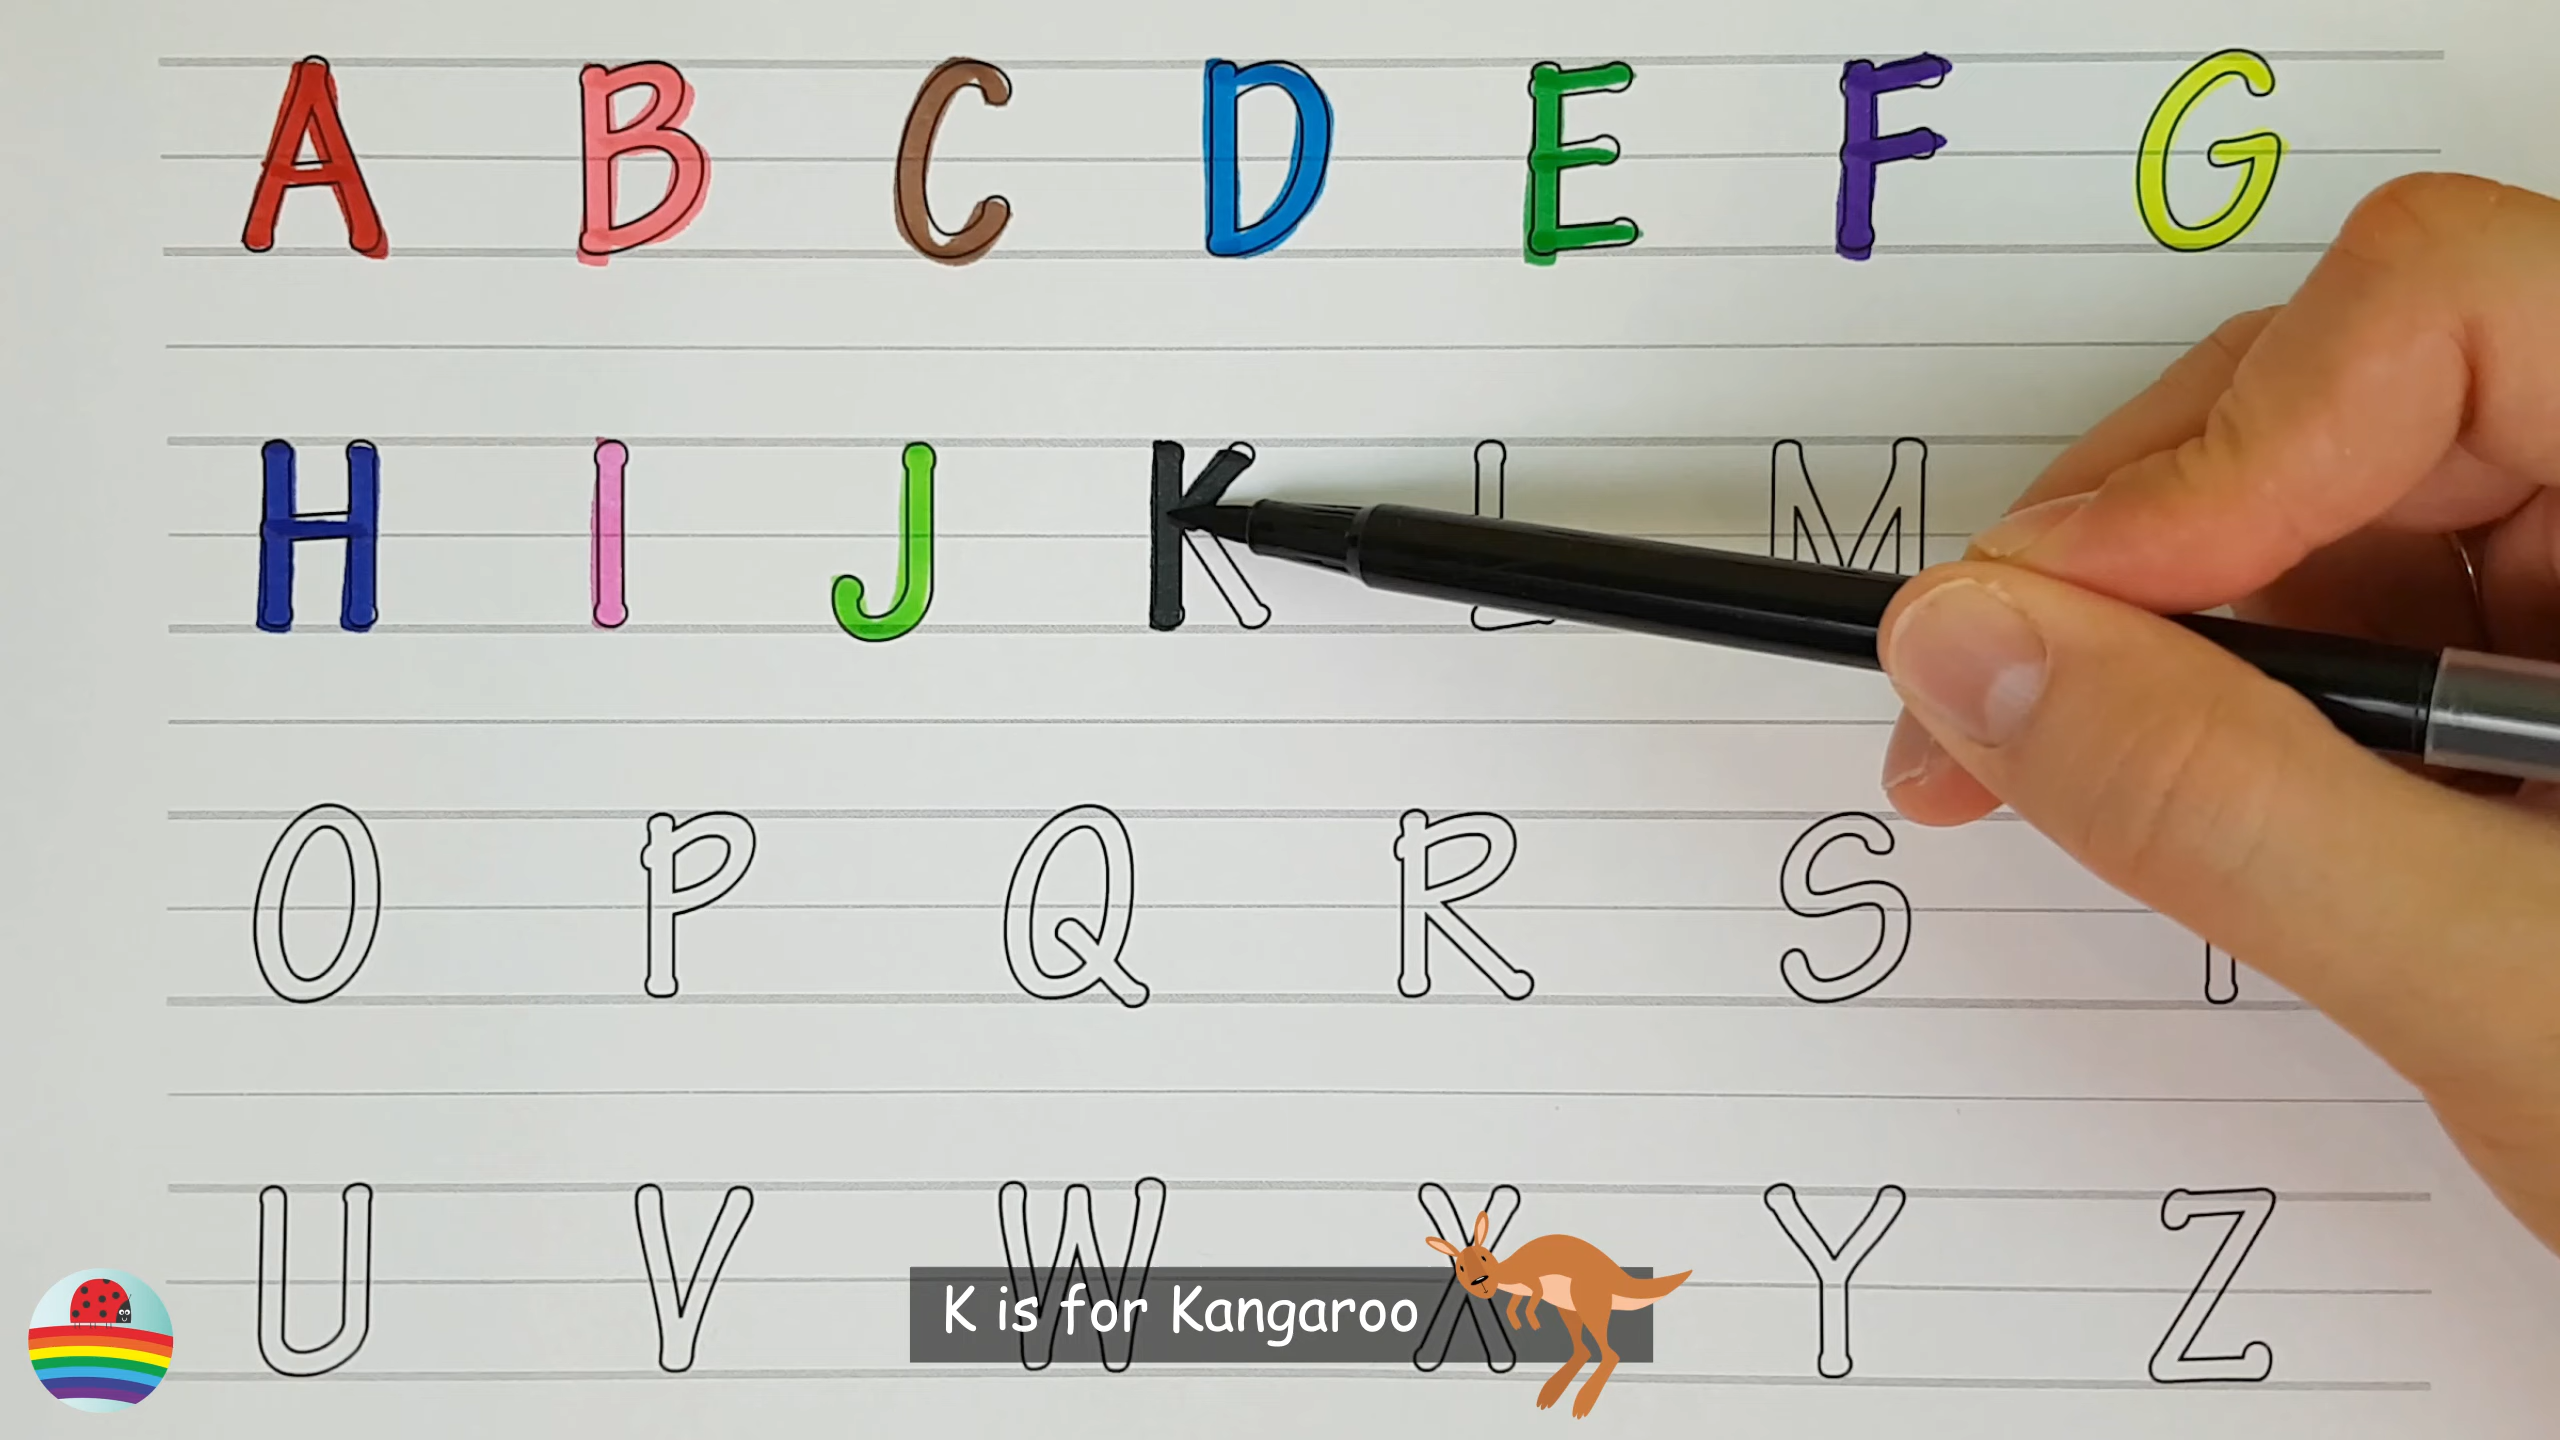 A B C D E F G
H I J K L M
O P Q R S T
U V W X Y Z
K is for Kangaroo